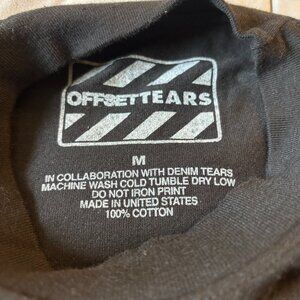 OFFSETTEARS
M
IN COLLABORATION WITH DENIM TEARS
MACHINE WASH COLD TUMBLE DRY LOW
DO NOT IRON PRINT
MADE IN UNITED STATES
100% COTTON